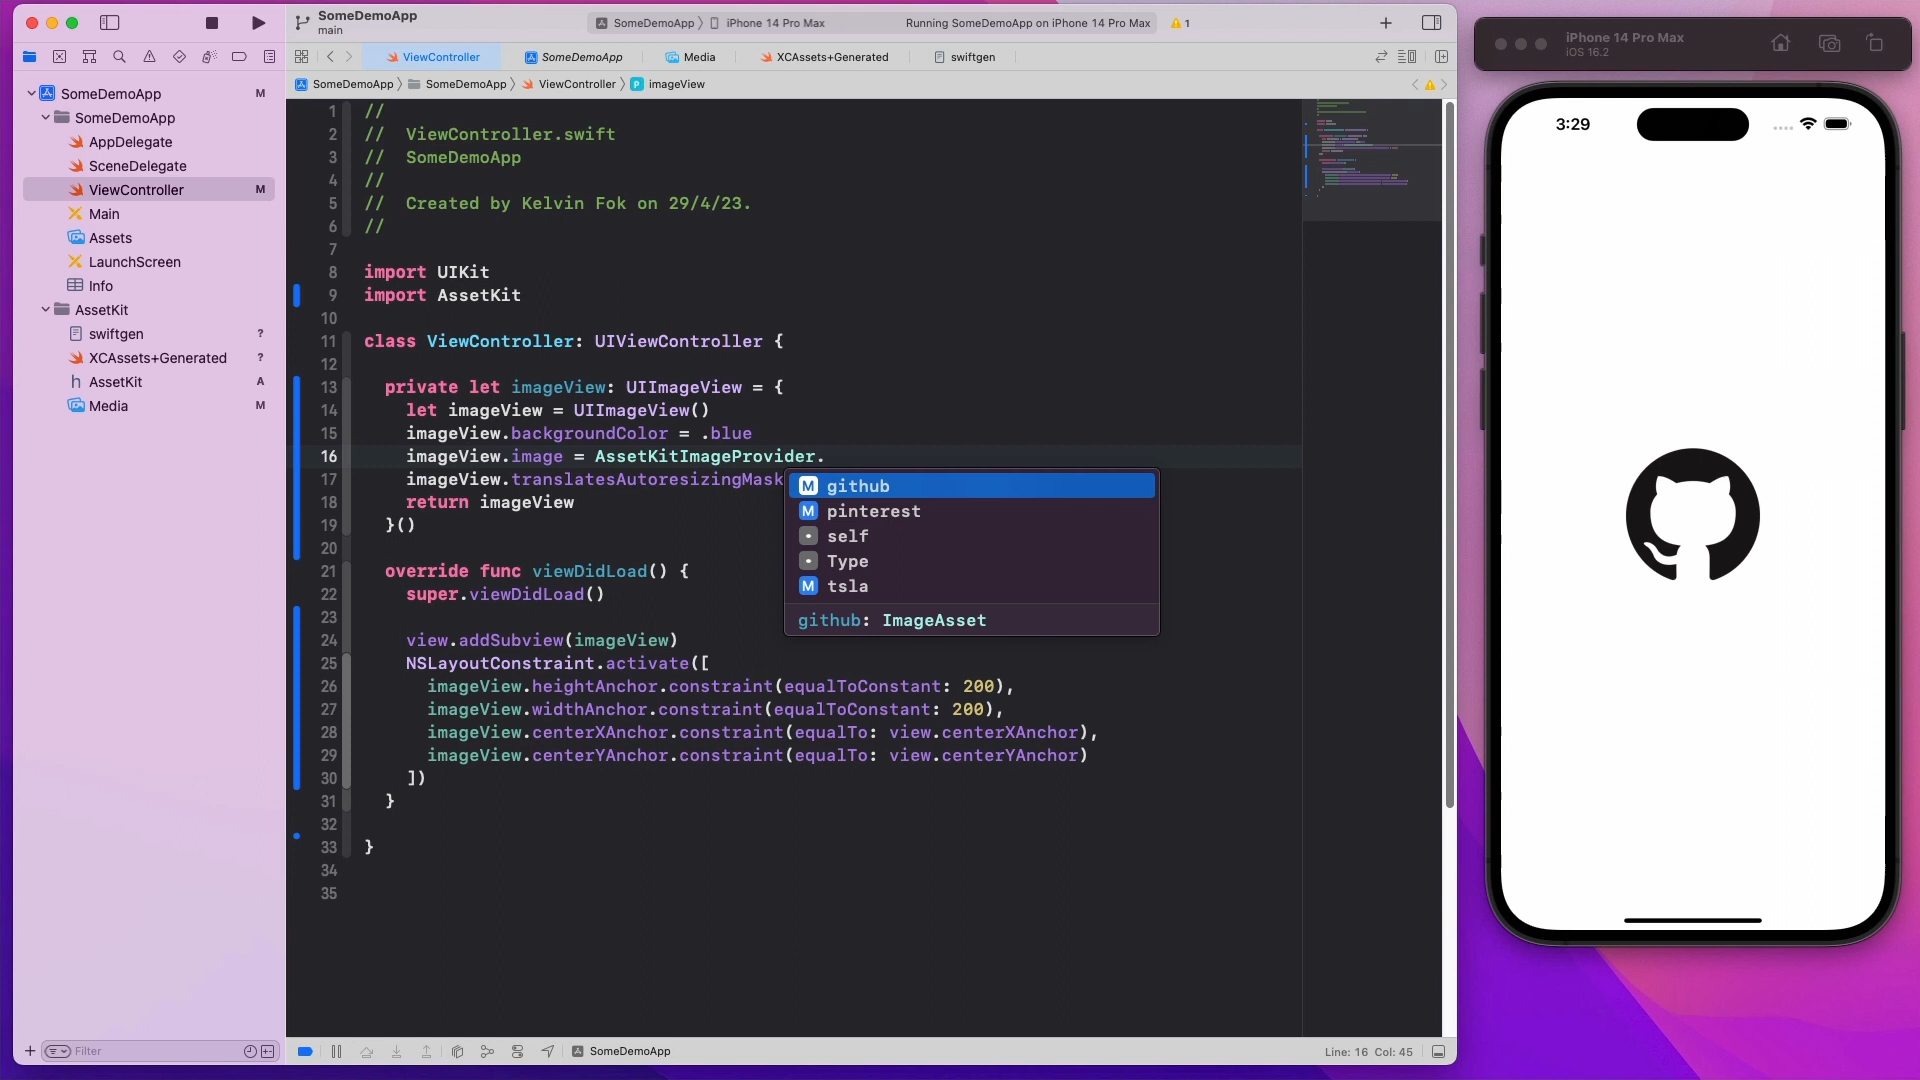 SomeDemoApp
main
SomeDemoApp 〉 iPhone 14 Pro Max
Running SomeDemoApp on iPhone 14 Pro Max
1
iPhone 14 Pro Max
iOS 16.2
ViewController
SomeDemoApp
Media
XCAssets+Generated
swiftgen
SomeDemoApp 〉 SomeDemoApp 〉 ViewController 〉 P imageView
SomeDemoApp M
SomeDemoApp
AppDelegate
SceneDelegate
ViewController M
Main
Assets
LaunchScreen
Info
AssetKit
swiftgen ?
XCAssets+Generated ?
h AssetKit A
Media M
Filter
1 //
2 //  ViewController.swift
3 //  SomeDemoApp
4 //
5 //  Created by Kelvin Fok on 29/4/23.
6 //
7
8 import UIKit
9 import AssetKit
10
11 class ViewController: UIViewController {
12
13   private let imageView: UIImageView = {
14     let imageView = UIImageView()
15     imageView.backgroundColor = .blue
16     imageView.image = AssetKitImageProvider.
17     imageView.translatesAutoresizingMask
18     return imageView
19   }()
20
21   override func viewDidLoad() {
22     super.viewDidLoad()
23
24     view.addSubview(imageView)
25     NSLayoutConstraint.activate([
26       imageView.heightAnchor.constraint(equalToConstant: 200),
27       imageView.widthAnchor.constraint(equalToConstant: 200),
28       imageView.centerXAnchor.constraint(equalTo: view.centerXAnchor),
29       imageView.centerYAnchor.constraint(equalTo: view.centerYAnchor)
30     ])
31   }
32
33 }
34
35
M github
M pinterest
self
Type
M tsla
github: ImageAsset
SomeDemoApp
Line: 16 Col: 45
3:29